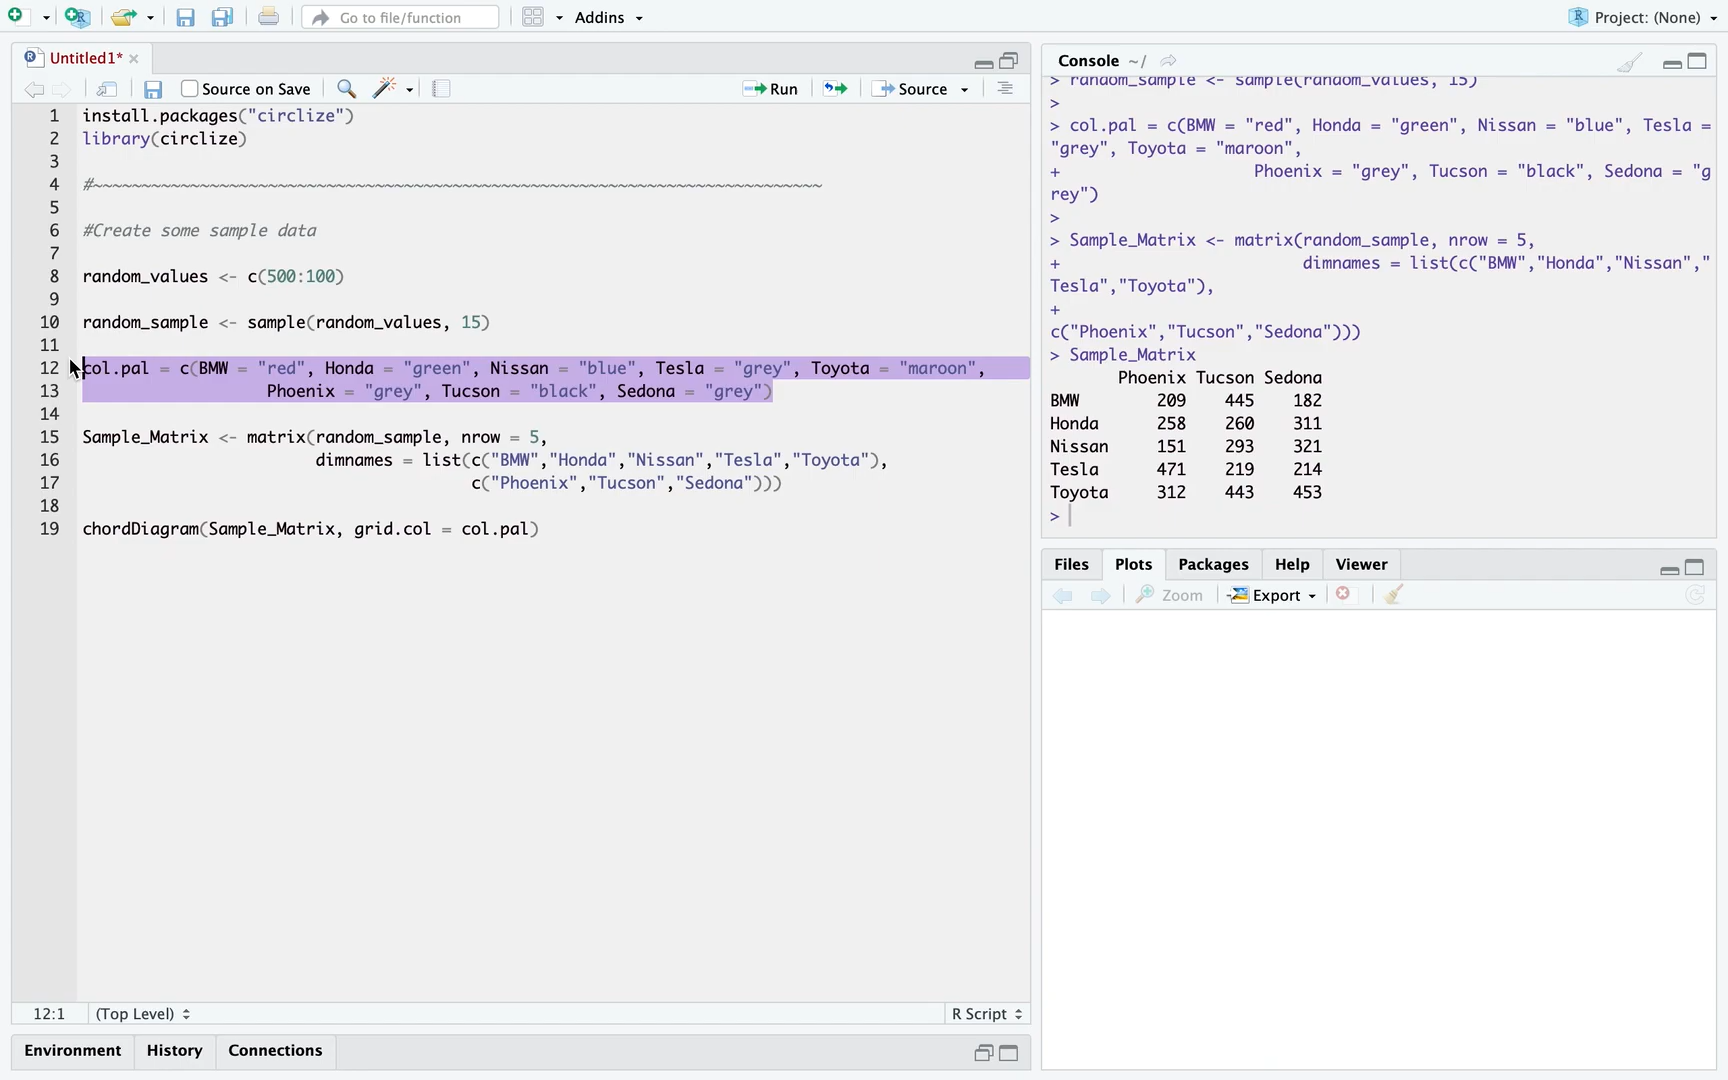 Go to file/function
Addins
Project: (None)
Untitled1*
Source on Save
Run
Source
1 install.packages("circlize")
2 library(circlize)
3
4 #~~~~~~~~~~~~~~~~~~~~~~~~~~~~~~~~~~~~~~~~~~~~~~~~~~~~~~~~~~~~~~~~~~~~~~~~~~~
5
6 #Create some sample data
7
8 random_values <- c(500:100)
9
10 random_sample <- sample(random_values, 15)
11
12 col.pal = c(BMW = "red", Honda = "green", Nissan = "blue", Tesla = "grey", Toyota = "maroon",
13 Phoenix = "grey", Tucson = "black", Sedona = "grey")
14
15 Sample_Matrix <- matrix(random_sample, nrow = 5,
16 dimnames = list(c("BMW","Honda","Nissan","Tesla","Toyota"),
17 c("Phoenix","Tucson","Sedona")))
18
19 chordDiagram(Sample_Matrix, grid.col = col.pal)
12:1 (Top Level) R Script
Environment History Connections
Console ~/
> random_sample <- sample(random_values, 15)
>
> col.pal = c(BMW = "red", Honda = "green", Nissan = "blue", Tesla =
"grey", Toyota = "maroon",
+ Phoenix = "grey", Tucson = "black", Sedona = "g
rey")
>
> Sample_Matrix <- matrix(random_sample, nrow = 5,
+ dimnames = list(c("BMW","Honda","Nissan","
Tesla","Toyota"),
+
c("Phoenix","Tucson","Sedona")))
> Sample_Matrix
Phoenix Tucson Sedona
BMW 209 445 182
Honda 258 260 311
Nissan 151 293 321
Tesla 471 219 214
Toyota 312 443 453
>
Files Plots Packages Help Viewer
Zoom Export